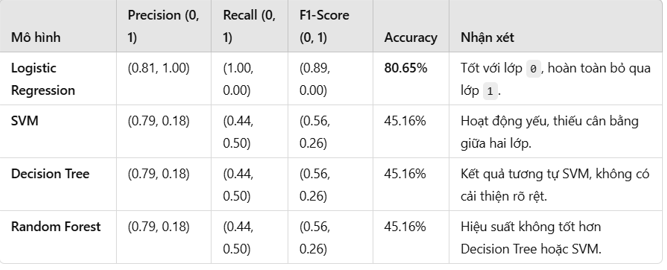 Mô hình
Precision (0,
1)
Recall (0,
1)
F1-Score
(0, 1)
Accuracy
Nhận xét
Logistic
Regression
(0.81, 1.00)
(1.00,
0.00)
(0.89,
0.00)
80.65%
Tốt với lớp 0, hoàn toàn bỏ qua
lớp 1.
SVM
(0.79, 0.18)
(0.44,
0.50)
(0.56,
0.26)
45.16%
Hoạt động yếu, thiếu cân bằng
giữa hai lớp.
Decision Tree
(0.79, 0.18)
(0.44,
0.50)
(0.56,
0.26)
45.16%
Kết quả tương tự SVM, không có
cải thiện rõ rệt.
Random Forest
(0.79, 0.18)
(0.44,
0.50)
(0.56,
0.26)
45.16%
Hiệu suất không tốt hơn
Decision Tree hoặc SVM.